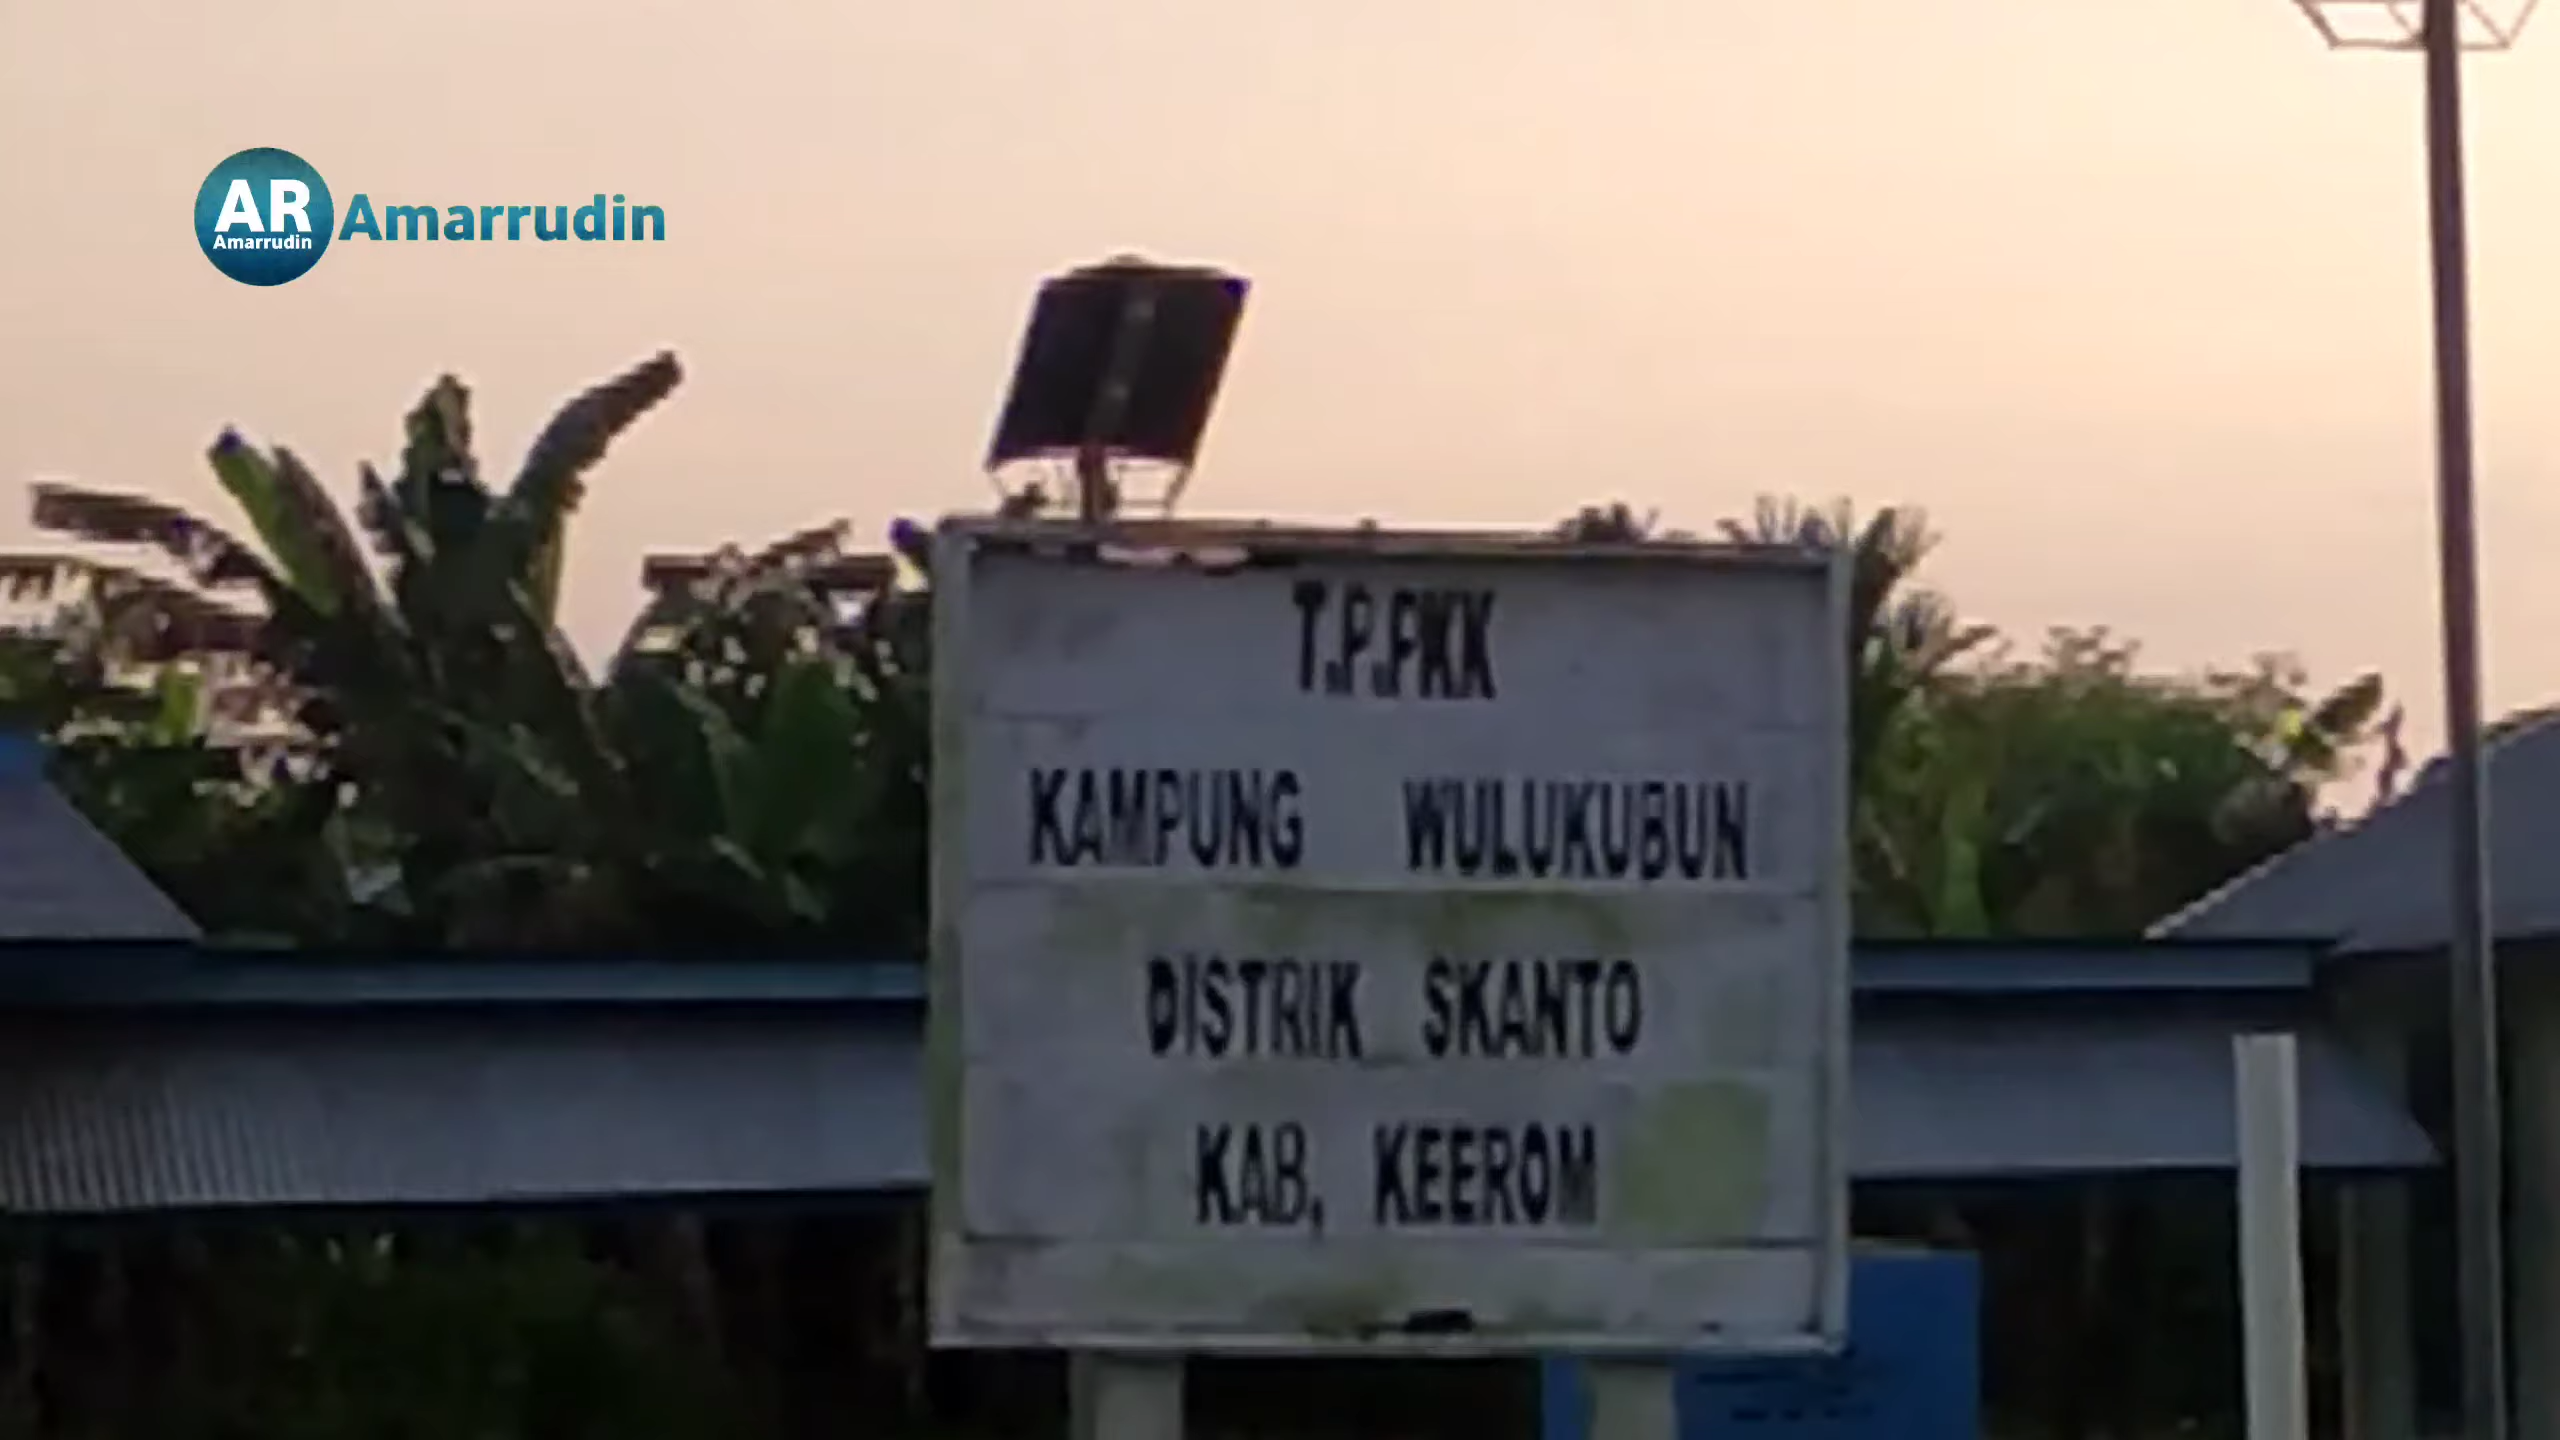 AR
Amarrudin
Amarrudin
T.P.PKK
KAMPUNG WULUKUBUN
DISTRIK SKANTO
KAB, KEEROM